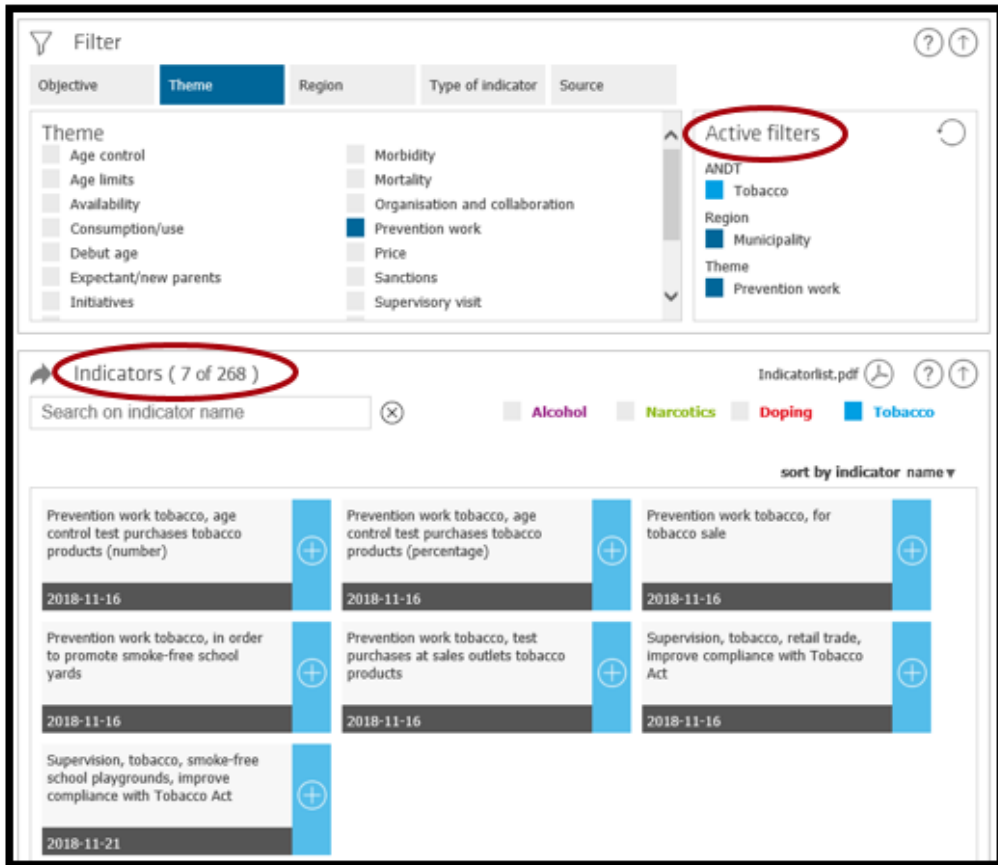 Filter
?
Objective
Theme
Region
Type of indicator
Source
Theme
Age control
Age limits
Availability
Consumption/use
Debut age
Expectant/new parents
Initiatives
Morbidity
Mortality
Organisation and collaboration
Prevention work
Price
Sanctions
Supervisory visit
Active filters
ANDT
Tobacco
Region
Municipality
Theme
Prevention work
Indicators ( 7 of 268 )
Indicatorlist.pdf
?
Search on indicator name
Alcohol
Narcotics
Doping
Tobacco
sort by indicator name▼
Prevention work tobacco, age
control test purchases tobacco
products (number)
2018-11-16
Prevention work tobacco, age
control test purchases tobacco
products (percentage)
2018-11-16
Prevention work tobacco, for
tobacco sale
2018-11-16
Prevention work tobacco, in order
to promote smoke-free school
yards
2018-11-16
Prevention work tobacco, test
purchases at sales outlets tobacco
products
2018-11-16
Supervision, tobacco, retail trade,
improve compliance with Tobacco
Act
2018-11-16
Supervision, tobacco, smoke-free
school playgrounds, improve
compliance with Tobacco Act
2018-11-21